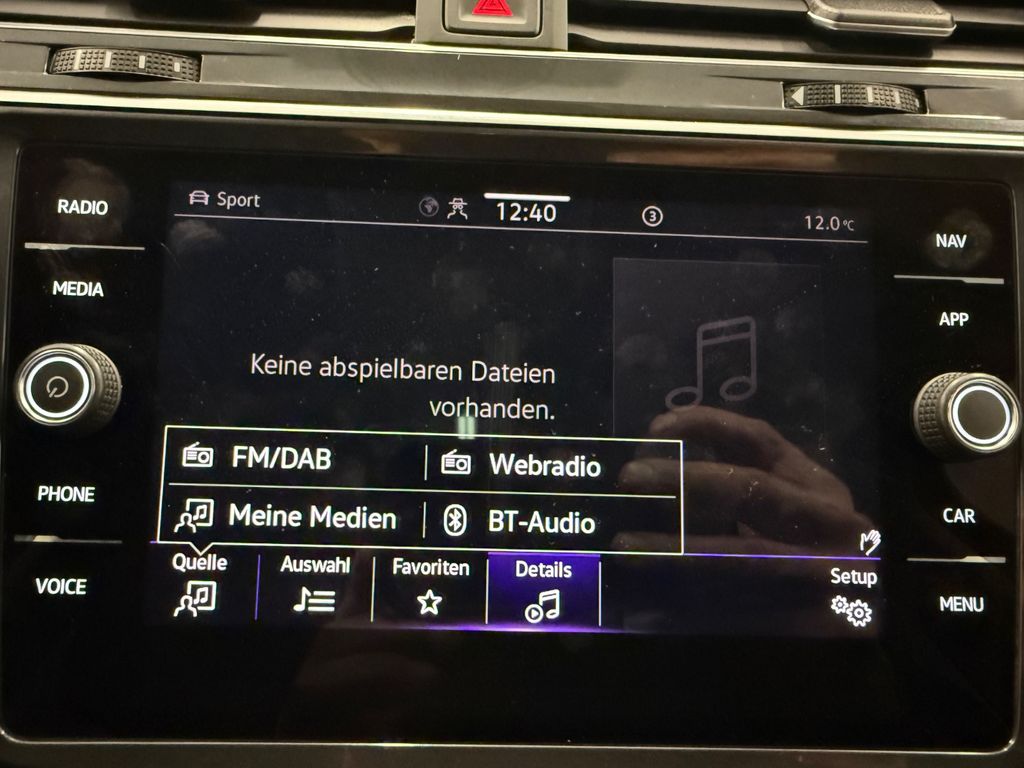 Sport
12:40
3
12.0°C
RADIO
MEDIA
PHONE
VOICE
NAV
APP
CAR
MENU
Keine abspielbaren Dateien
vorhanden.
FM/DAB
Webradio
Meine Medien
BT-Audio
Quelle
Auswahl
Favoriten
Details
Setup